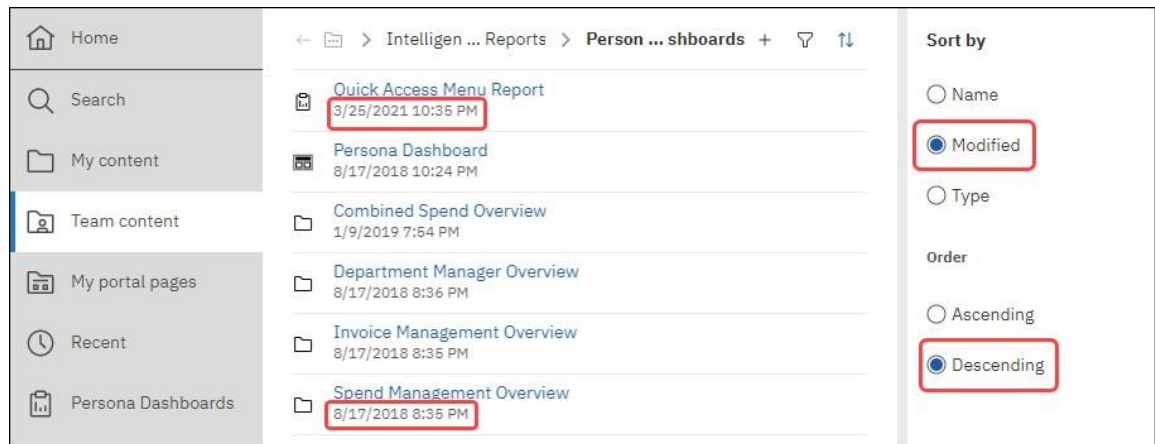 Home
Search
My content
Team content
My portal pages
Recent
Persona Dashboards
Intelligen ... Reports > Person ... shboards +
Quick Access Menu Report
3/25/2021 10:35 PM
Persona Dashboard
8/17/2018 10:24 PM
Combined Spend Overview
1/9/2019 7:54 PM
Department Manager Overview
8/17/2018 8:36 PM
Invoice Management Overview
8/17/2018 8:35 PM
Spend Management Overview
8/17/2018 8:35 PM
Sort by
Name
Modified
Type
Order
Ascending
Descending